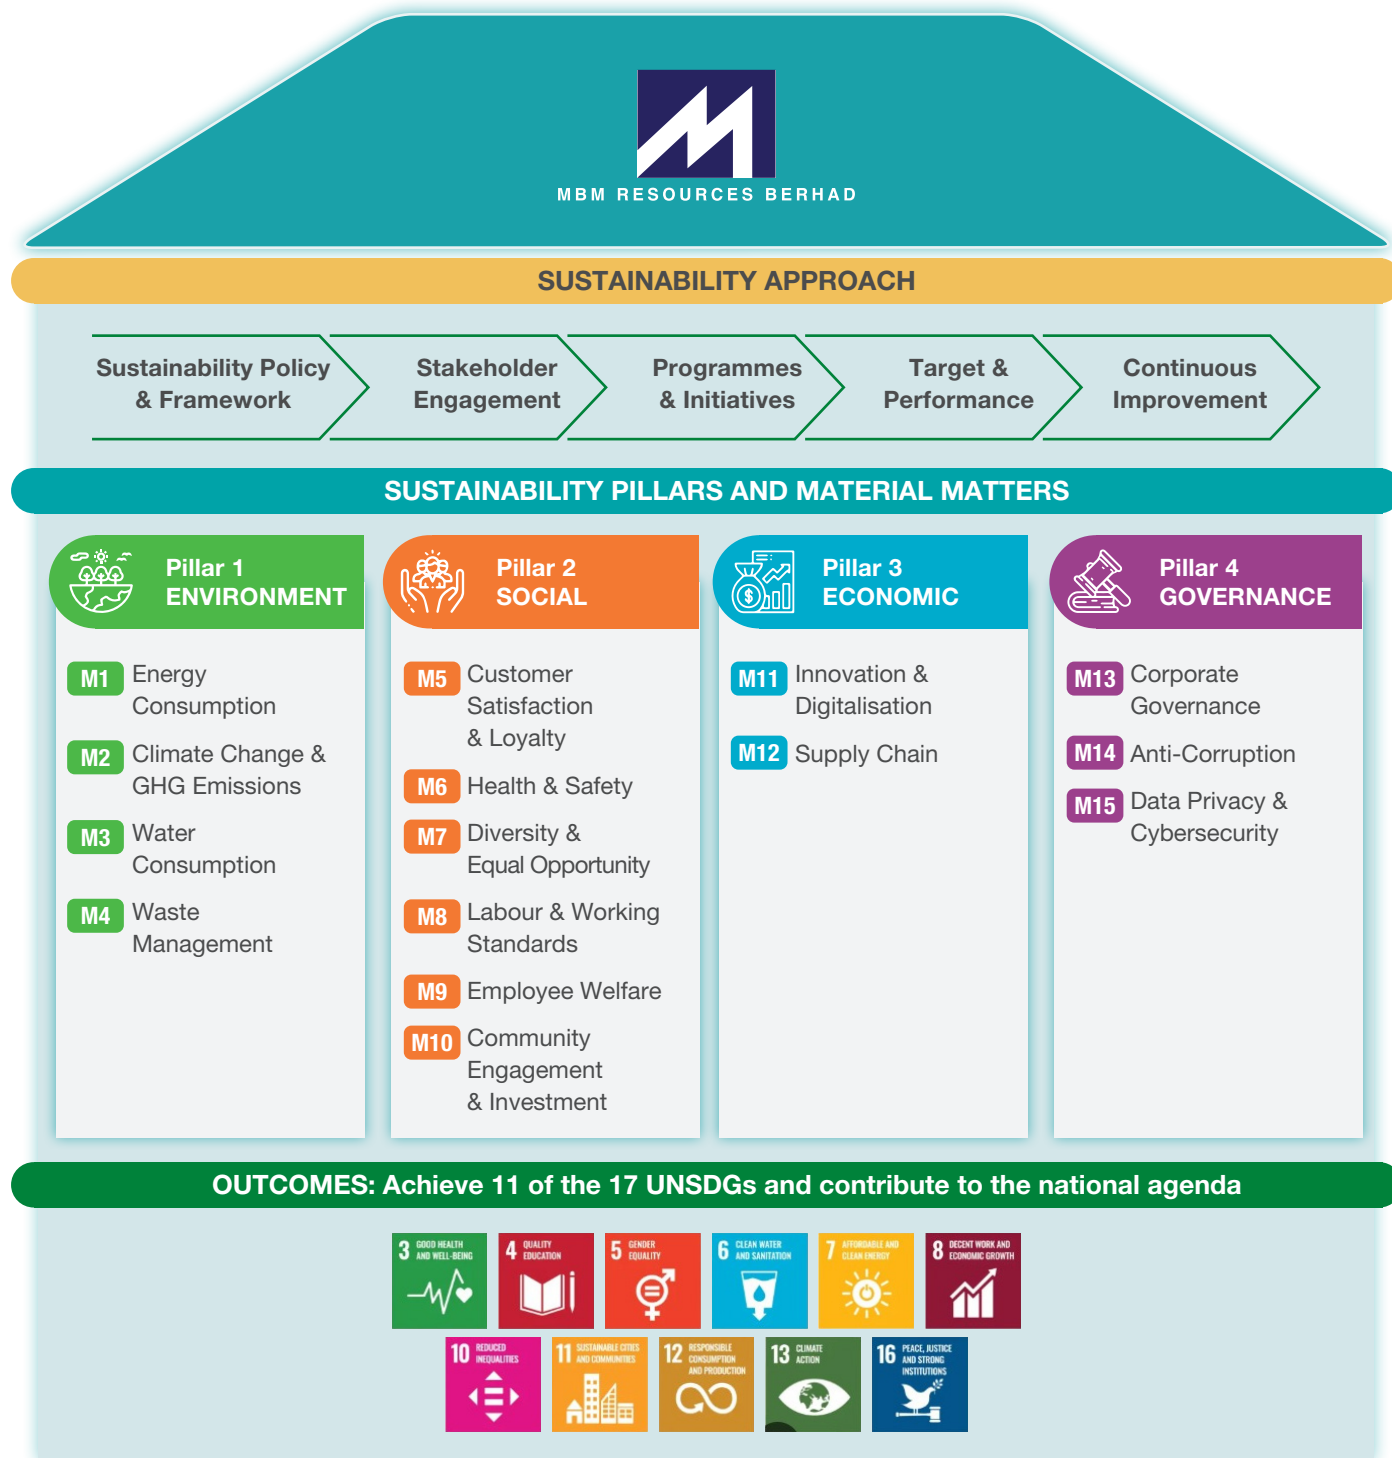 MBM RESOURCES BERHAD
SUSTAINABILITY APPROACH
Sustainability Policy
& Framework
Stakeholder
Engagement
Programmes
& Initiatives
Target &
Performance
Continuous
Improvement
SUSTAINABILITY PILLARS AND MATERIAL MATTERS
Pillar 1
ENVIRONMENT
M1 Energy
Consumption
M2 Climate Change &
GHG Emissions
M3 Water
Consumption
M4 Waste
Management
Pillar 2
SOCIAL
M5 Customer
Satisfaction
& Loyalty
M6 Health & Safety
M7 Diversity &
Equal Opportunity
M8 Labour & Working
Standards
M9 Employee Welfare
M10 Community
Engagement
& Investment
Pillar 3
ECONOMIC
M11 Innovation &
Digitalisation
M12 Supply Chain
Pillar 4
GOVERNANCE
M13 Corporate
Governance
M14 Anti-Corruption
M15 Data Privacy &
Cybersecurity
OUTCOMES: Achieve 11 of the 17 UNSDGs and contribute to the national agenda
3 GOOD HEALTH
AND WELL-BEING
4 QUALITY
EDUCATION
5 GENDER
EQUALITY
6 CLEAN WATER
AND SANITATION
7 AFFORDABLE AND
CLEAN ENERGY
8 DECENT WORK AND
ECONOMIC GROWTH
10 REDUCED
INEQUALITIES
11 SUSTAINABLE CITIES
AND COMMUNITIES
12 RESPONSIBLE
CONSUMPTION
AND PRODUCTION
13 CLIMATE
ACTION
16 PEACE, JUSTICE
AND STRONG
INSTITUTIONS